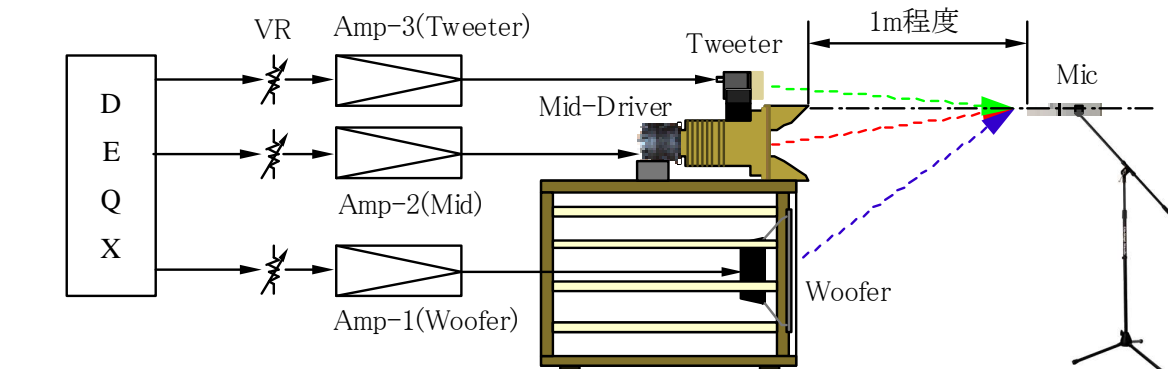 DEQX
VR
Amp-3(Tweeter)
Amp-2(Mid)
Amp-1(Woofer)
Tweeter
Mid-Driver
Woofer
1m程度
Mic